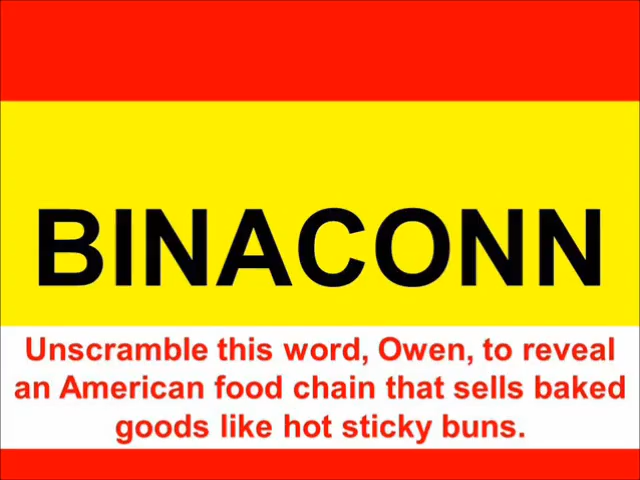 BINACONN
Unscramble this word, Owen, to reveal
an American food chain that sells baked
goods like hot sticky buns.